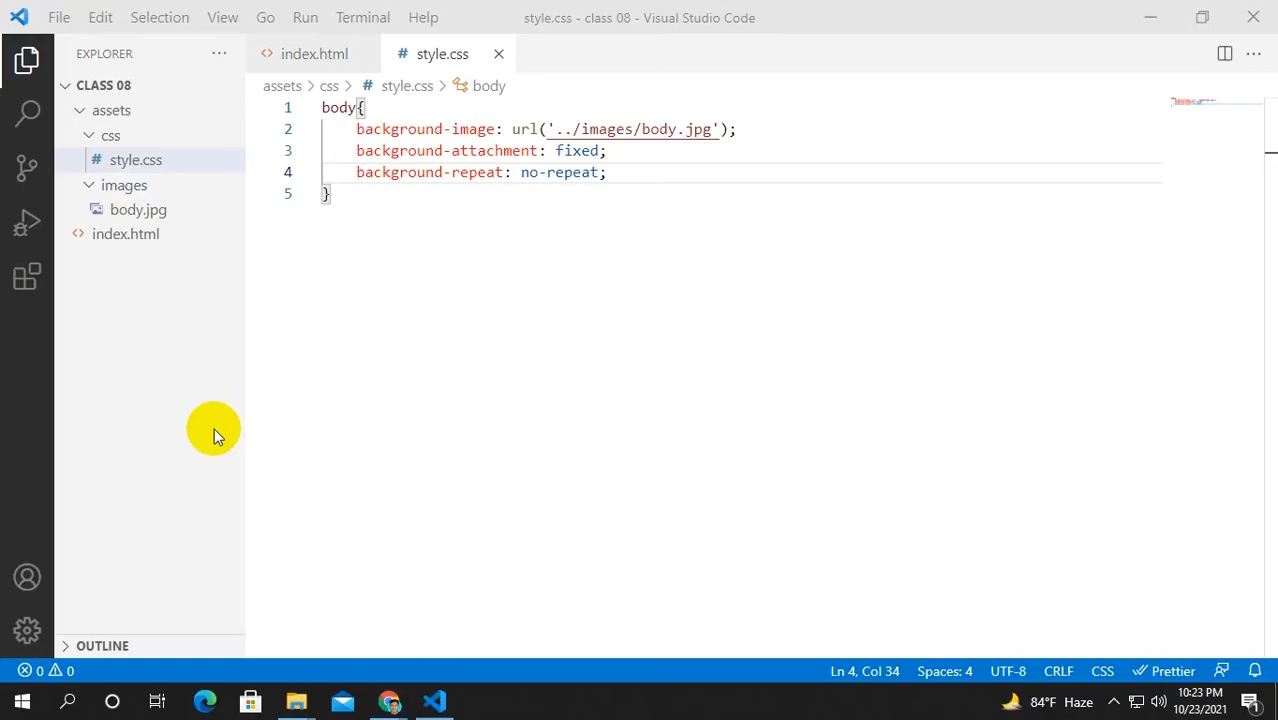 File Edit Selection View Go Run Terminal Help style.css - class 08 - Visual Studio Code
EXPLORER ··· <> index.html # style.css ×
CLASS 08
assets > css > # style.css > body
assets
css
# style.css
images
body.jpg
<> index.html
1 body{
2 background-image: url('../images/body.jpg');
3 background-attachment: fixed;
4 background-repeat: no-repeat;
5 }
OUTLINE
0 0 Ln 4, Col 34 Spaces: 4 UTF-8 CRLF CSS Prettier
84°F Haze 10:23 PM
10/23/2021 1